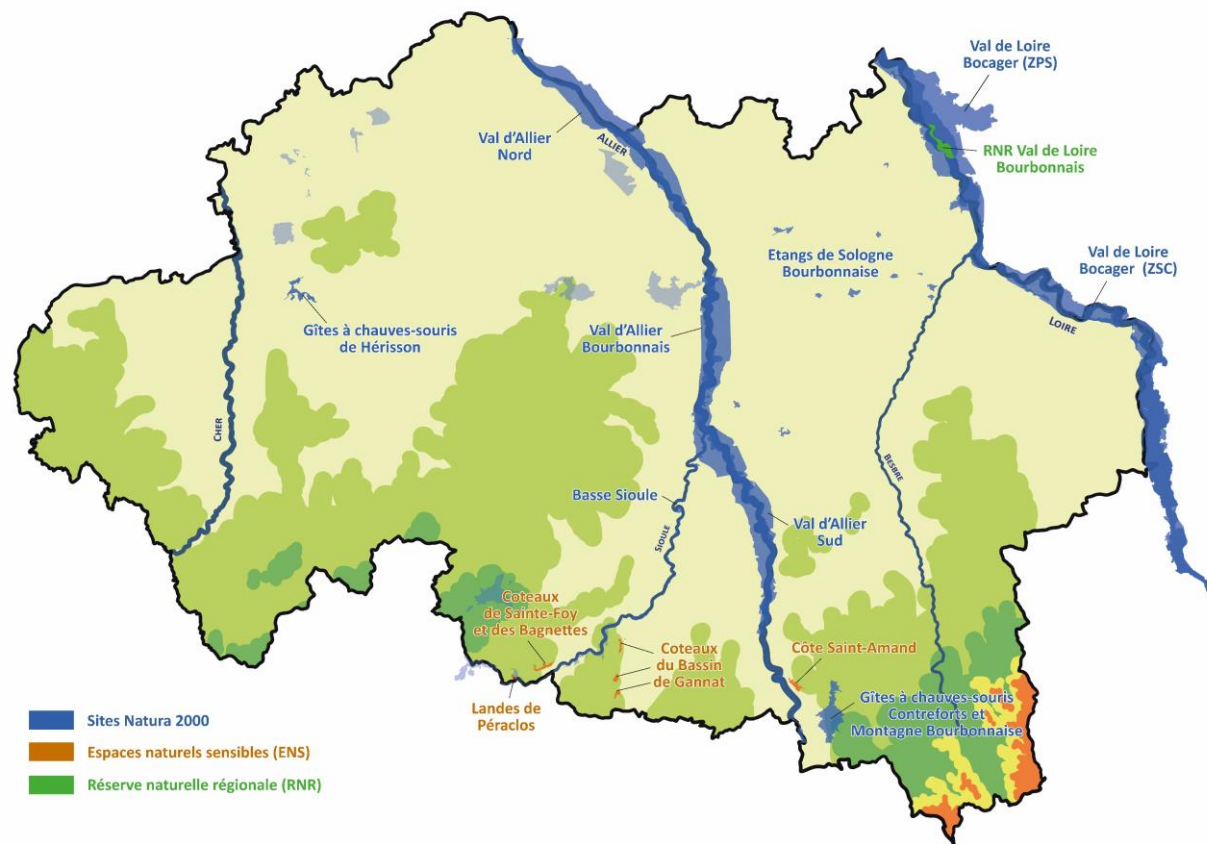 Val de Loire
Bocager (ZPS)
Val d'Allier
Nord
ALLIER
RNR Val de Loire
Bourbonnais
Etangs de Sologne
Bourbonnaise
Val de Loire
Bocager (ZSC)
LOIRE
Gîtes à chauves-souris
de Hérisson
Val d'Allier
Bourbonnais
CHER
BESBRE
Basse Sioule
SIOULE
Val d'Allier
Sud
Coteaux
de Sainte-Foy
et des Bagnettes
Coteaux
du Bassin
de Gannat
Côte Saint-Amand
Landes de
Péraclos
Gîtes à chauves-souris
Contreforts et
Montagne Bourbonnaise
Sites Natura 2000
Espaces naturels sensibles (ENS)
Réserve naturelle régionale (RNR)